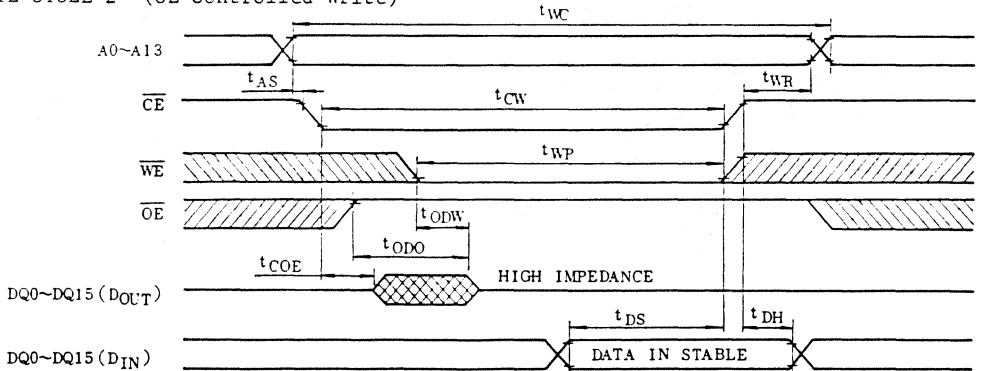 CYCLE 2 (CE Controlled Write)
tWC
A0~A13
tAS
tWR
CE
tCW
tWP
WE
OE
tODW
tODO
tCOE
HIGH IMPEDANCE
DQ0~DQ15(DOUT)
tDS
tDH
DQ0~DQ15(DIN)
DATA IN STABLE